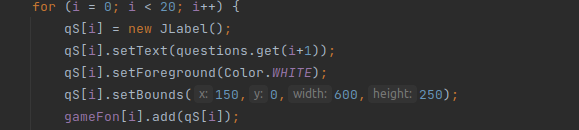 for (i = 0; i < 20; i++) {
qS[i] = new JLabel();
qS[i].setText(questions.get(i+1));
qS[i].setForeground(Color.WHITE);
qS[i].setBounds( x: 150, y: 0, width: 600, height: 250);
gameFon[i].add(qS[i]);